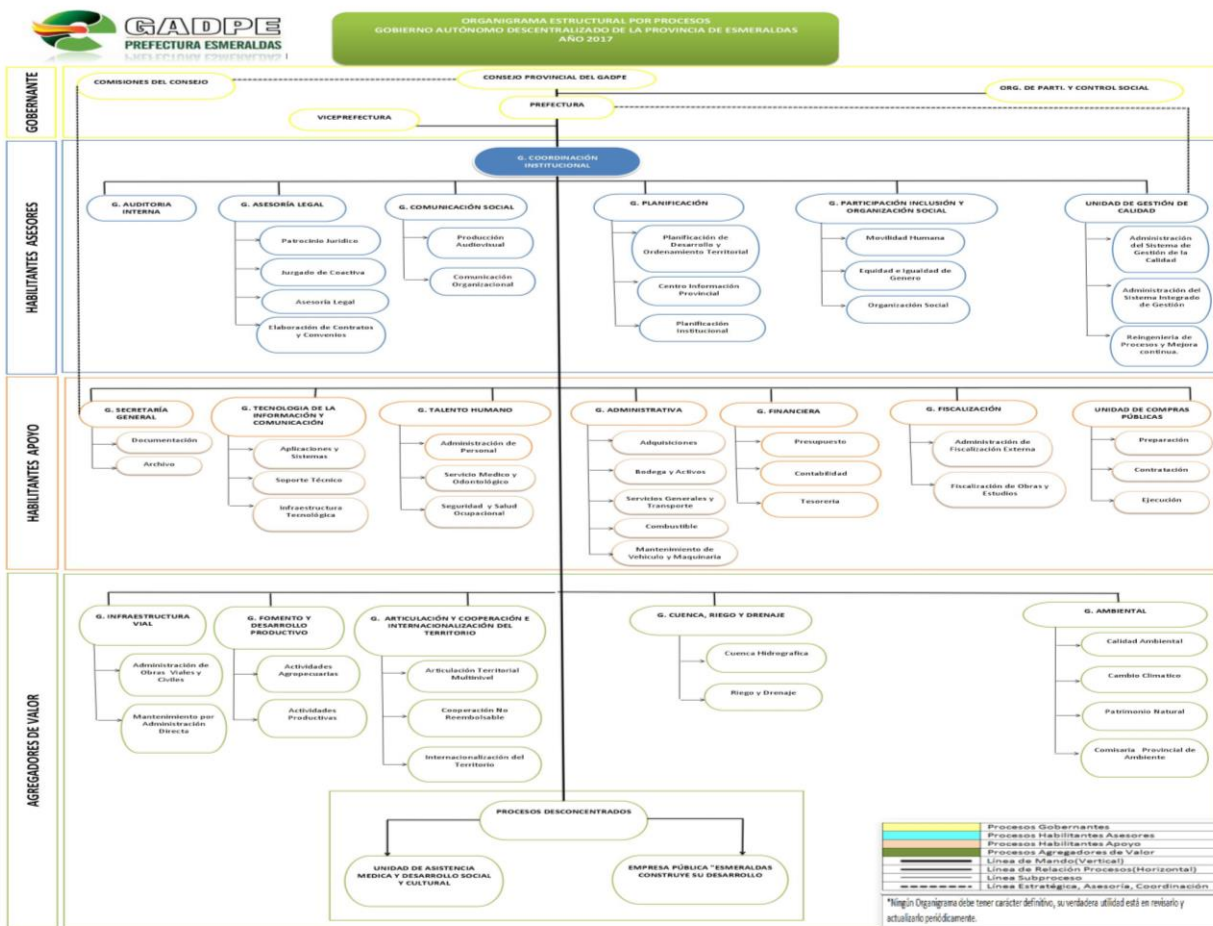 GADPE
PREFECTURA ESMERALDAS
ORGANIGRAMA ESTRUCTURAL POR PROCESOS
GOBIERNO AUTÓNOMO DESCENTRALIZADO DE LA PROVINCIA DE ESMERALDAS
AÑO 2017
GOBERNANTE
COMISIONES DEL CONSEJO
CONSEJO PROVINCIAL DEL GADPE
ORG. DE PARTI. Y CONTROL SOCIAL
PREFECTURA
VICEPREFECTURA
HABILITANTES ASESORES
G. COORDINACIÓN
INSTITUCIONAL
G. AUDITORIA
INTERNA
G. ASESORÍA LEGAL
Patrocinio Jurídico
Juzgado de Coactiva
Asesoría Legal
Elaboración de Contratos
y Convenios
G. COMUNICACIÓN SOCIAL
Producción
Audiovisual
Comunicación
Organizacional
G. PLANIFICACIÓN
Planificación de
Desarrollo y
Ordenamiento Territorial
Centro Información
Provincial
Planificación
Institucional
G. PARTICIPACIÓN INCLUSIÓN Y
ORGANIZACIÓN SOCIAL
Movilidad Humana
Equidad e Igualdad de
Genero
Organización Social
UNIDAD DE GESTIÓN DE
CALIDAD
Administración
del Sistema de
Gestión de la
Calidad
Administración del
Sistema Integrado
de Gestión
Reingeniería de
Procesos y Mejora
continua.
HABILITANTES APOYO
G. SECRETARÍA
GENERAL
Documentación
Archivo
G. TECNOLOGIA DE LA
INFORMACIÓN Y
COMUNICACIÓN
Aplicaciones y
Sistemas
Soporte Técnico
Infraestructura
Tecnológica
G. TALENTO HUMANO
Administración de
Personal
Servicio Medico y
Odontológico
Seguridad y Salud
Ocupacional
G. ADMINISTRATIVA
Adquisiciones
Bodega y Activos
Servicios Generales y
Transporte
Combustible
Mantenimiento de
Vehiculo y Maquinaria
G. FINANCIERA
Presupuesto
Contabilidad
Tesorería
G. FISCALIZACIÓN
Administración de
Fiscalización Externa
Fiscalización de Obras y
Estudios
UNIDAD DE COMPRAS
PÚBLICAS
Preparación
Contratación
Ejecución
AGREGADORES DE VALOR
G. INFRAESTRUCTURA
VIAL
Administración de
Obras Viales y
Civiles
Mantenimiento por
Administración
Directa
G. FOMENTO Y
DESARROLLO
PRODUCTIVO
Actividades
Agropecuarias
Actividades
Productivas
G. ARTICULACIÓN Y COOPERACIÓN E
INTERNACIONALIZACIÓN DEL
TERRITORIO
Articulación Territorial
Multinivel
Cooperación No
Reembolsable
Internacionalización del
Territorio
G. CUENCA, RIEGO Y DRENAJE
Cuenca Hidrografica
Riego y Drenaje
G. AMBIENTAL
Calidad Ambiental
Cambio Climatico
Patrimonio Natural
Comisaria Provincial de
Ambiente
PROCESOS DESCONCENTRADOS
UNIDAD DE ASISTENCIA
MEDICA Y DESARROLLO SOCIAL
Y CULTURAL
EMPRESA PÚBLICA "ESMERALDAS
CONSTRUYE SU DESARROLLO
Procesos Gobernantes
Procesos Habilitantes Asesores
Procesos Habilitantes Apoyo
Procesos Agregadores de Valor
Línea de Mando(Vertical)
Línea de Relación Procesos(Horizontal)
Línea Subproceso
Línea Estratégica, Asesoría, Coordinación
*Ningún Organigrama debe tener carácter definitivo, su verdadera utilidad está en revisarlo y
actualizarlo periódicamente.